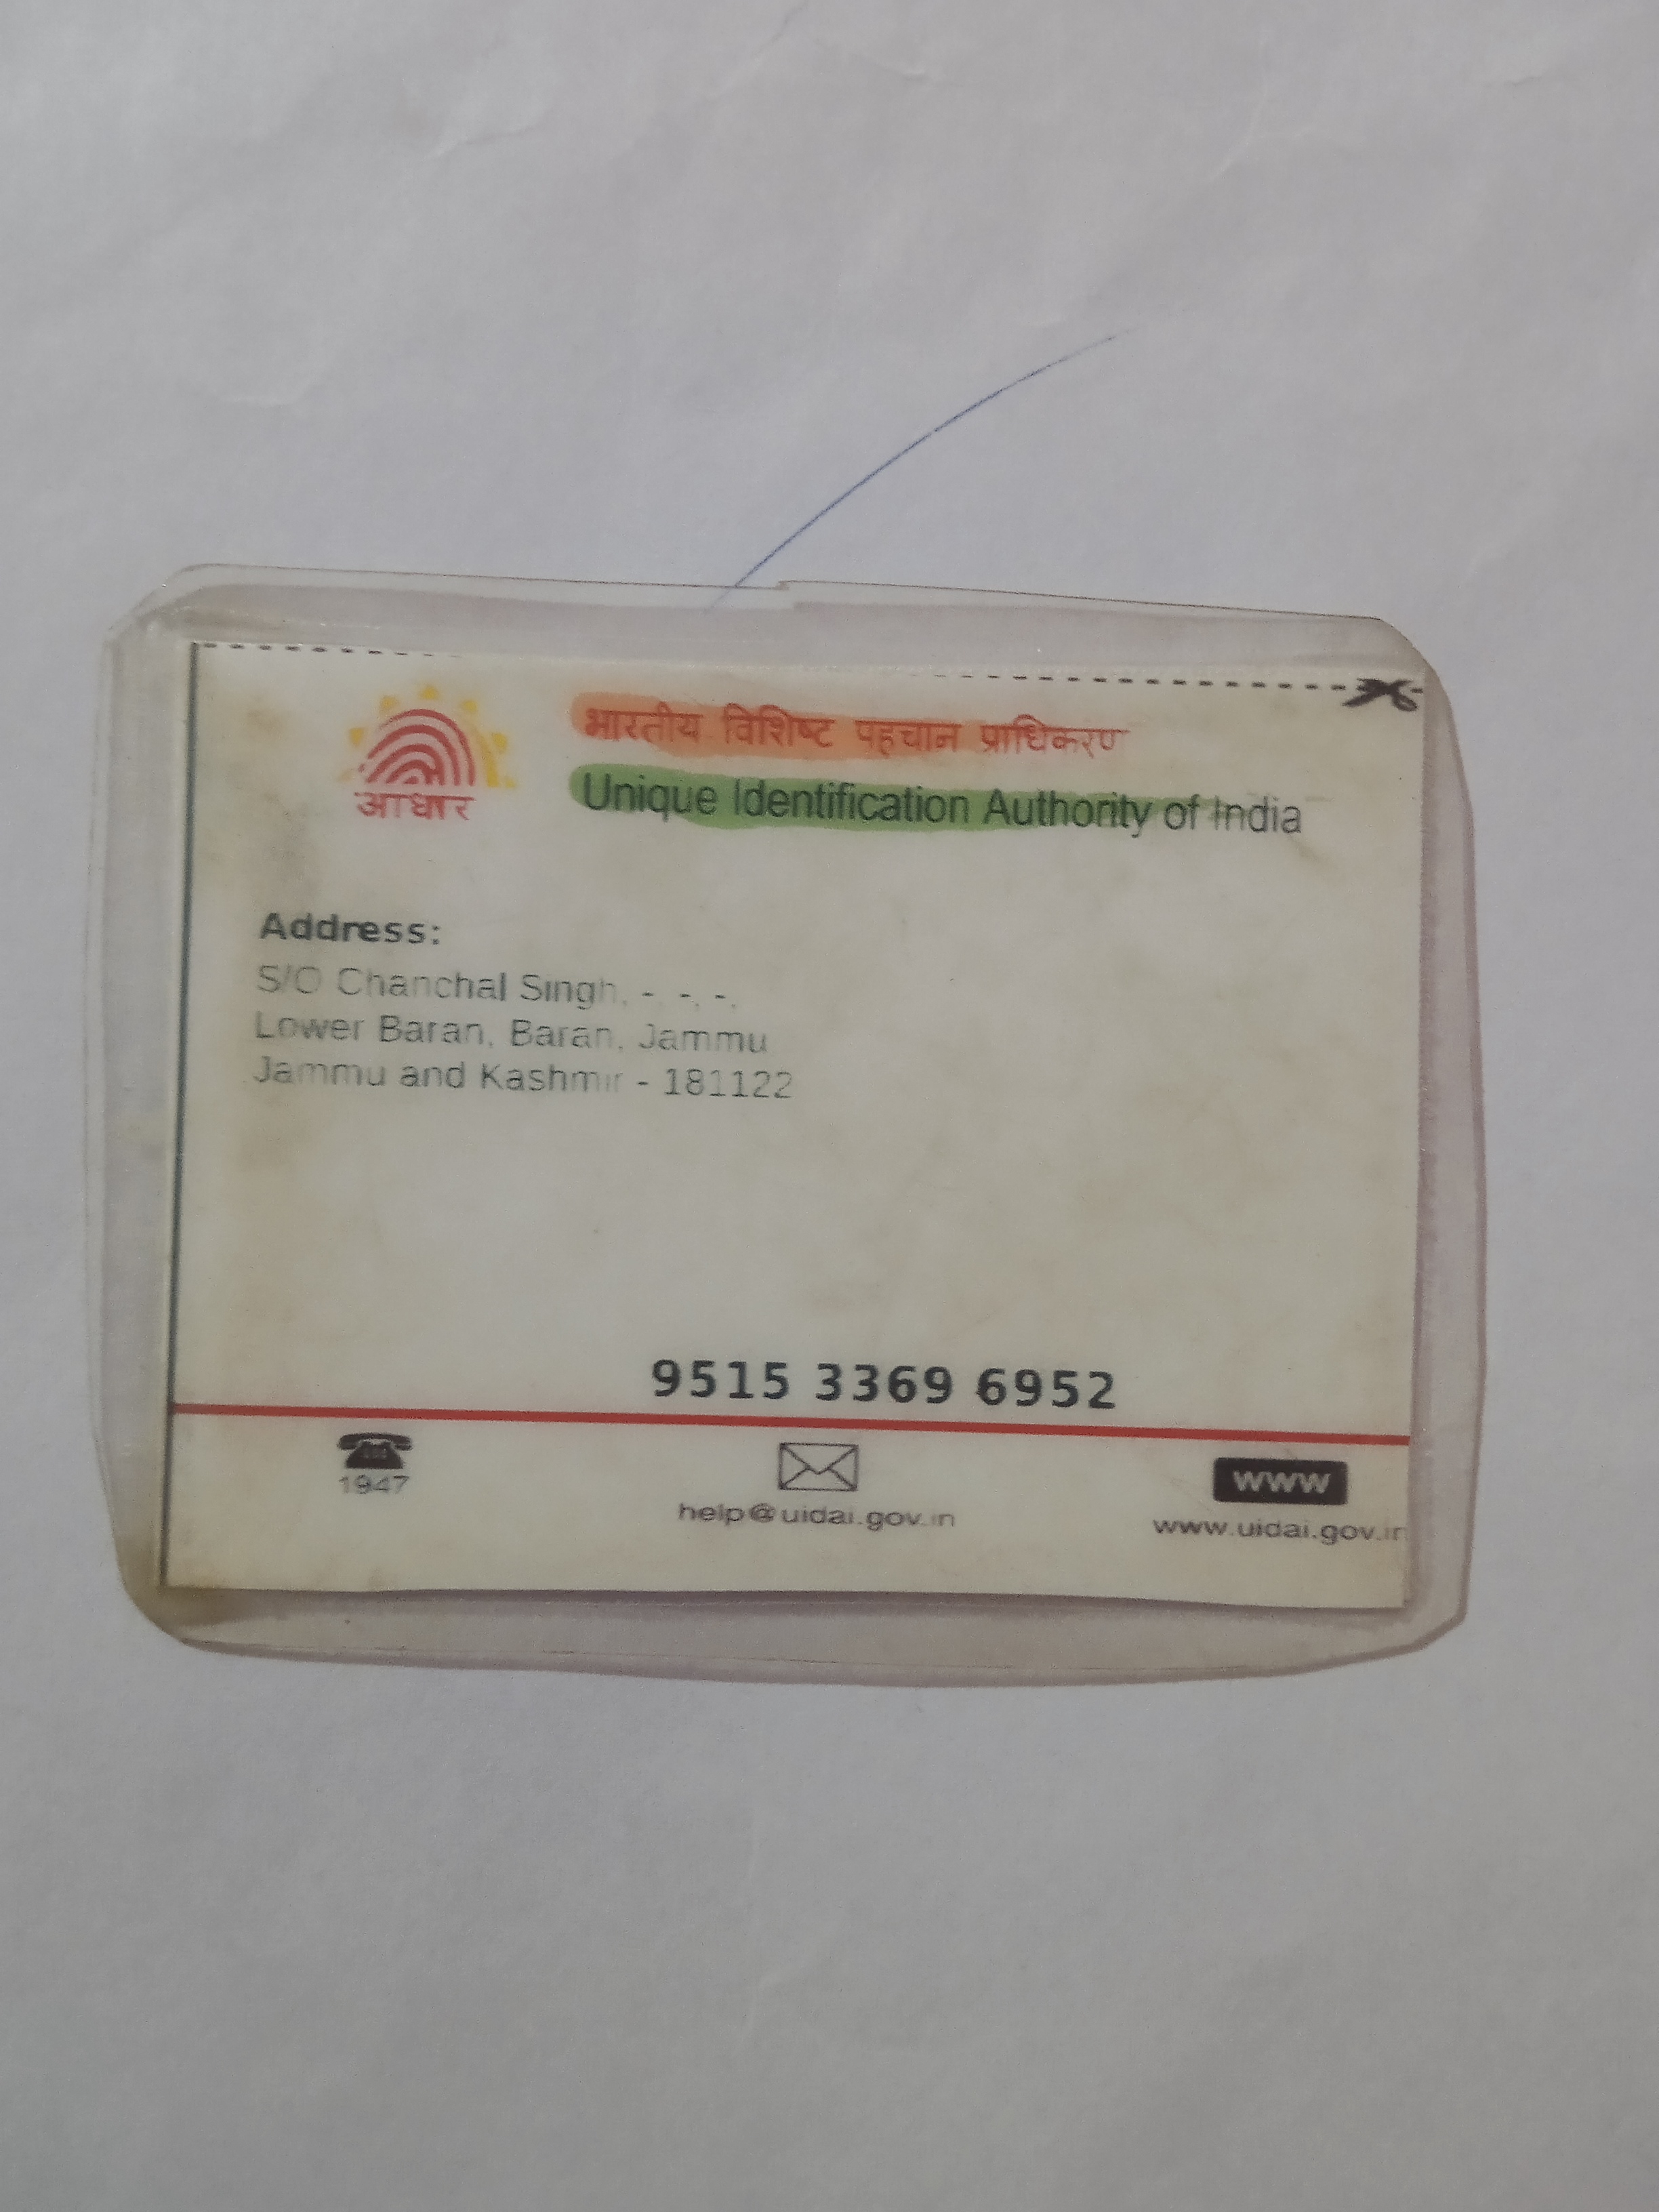 आधार
भारतीय विशिष्ट पहचान प्राधिकरण
Unique Identification Authority of India
Address:
S/O Chanchal Singh, -, -, -,
Lower Baran, Baran, Jammu
Jammu and Kashmir - 181122
9515 3369 6952
1947
help@uidai.gov.in
WWW
www.uidai.gov.in